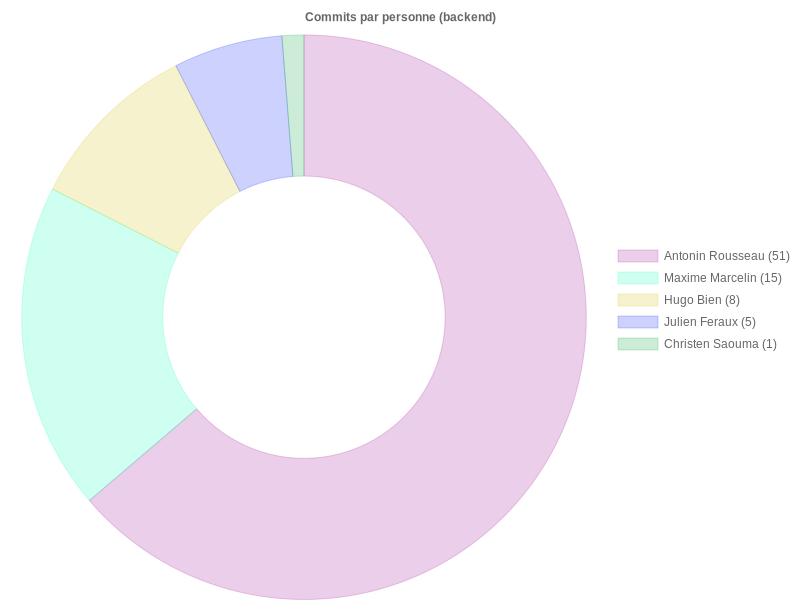 Commits par personne (backend)
Antonin Rousseau (51)
Maxime Marcelin (15)
Hugo Bien (8)
Julien Feraux (5)
Christen Saouma (1)